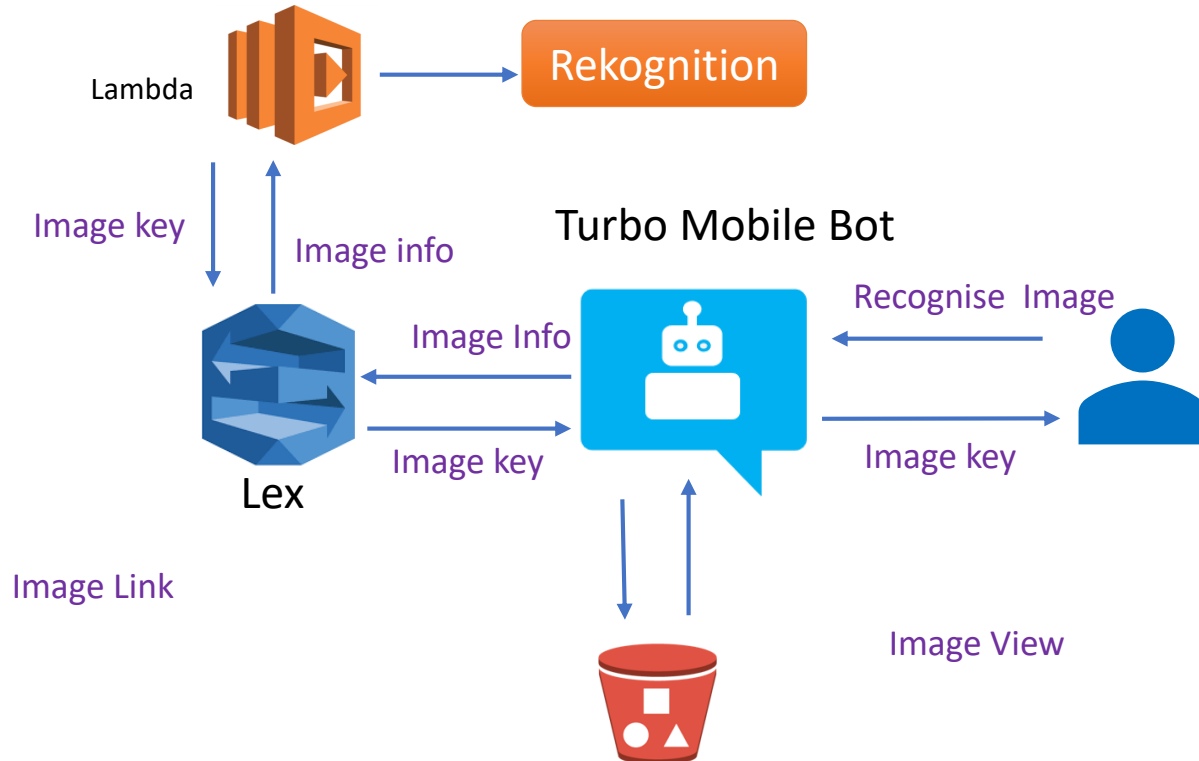 Rekognition
Lambda
Image key
Image info
Turbo Mobile Bot
Recognise  Image
Image Info
Image key
Image key
Lex
Image Link
Image View